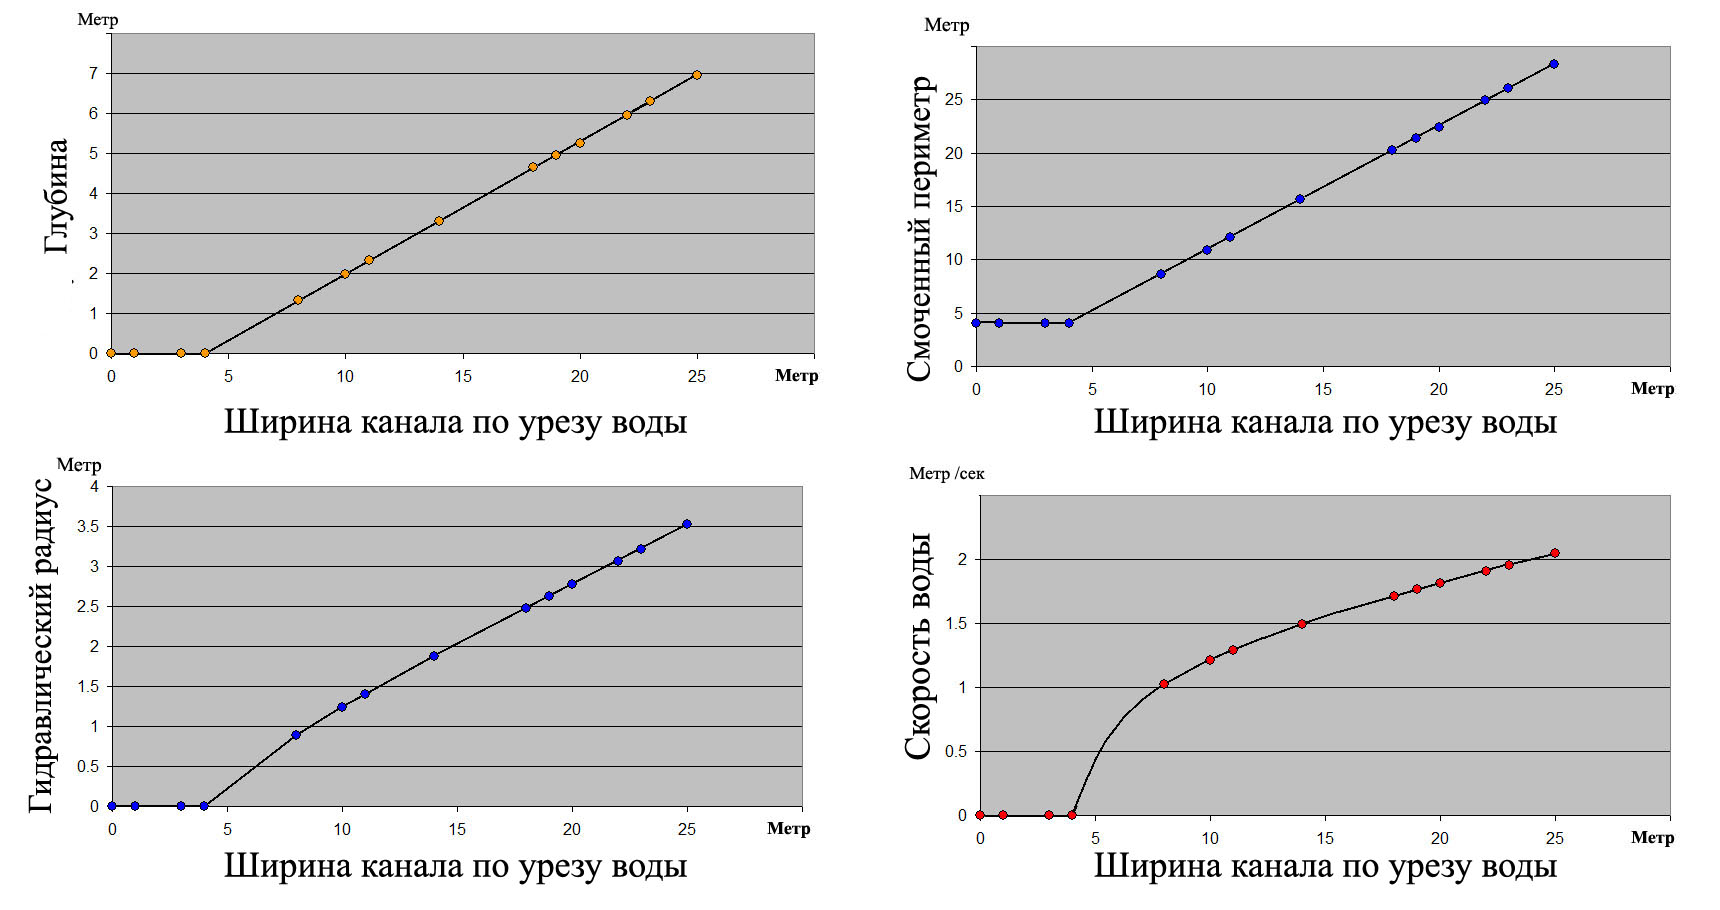 Метр
Глубина
7
6
5
4
3
2
1
0
0 5 10 15 20 25 Метр
Ширина канала по урезу воды
Метр
Смоченный периметр
25
20
15
10
5
0
0 5 10 15 20 25 Метр
Ширина канала по урезу воды
Метр
Гидравлический радиус
4
3.5
3
2.5
2
1.5
1
0.5
0
0 5 10 15 20 25 Метр
Ширина канала по урезу воды
Метр /сек
Скорость воды
2
1.5
1
0.5
0
0 5 10 15 20 25 Метр
Ширина канала по урезу воды